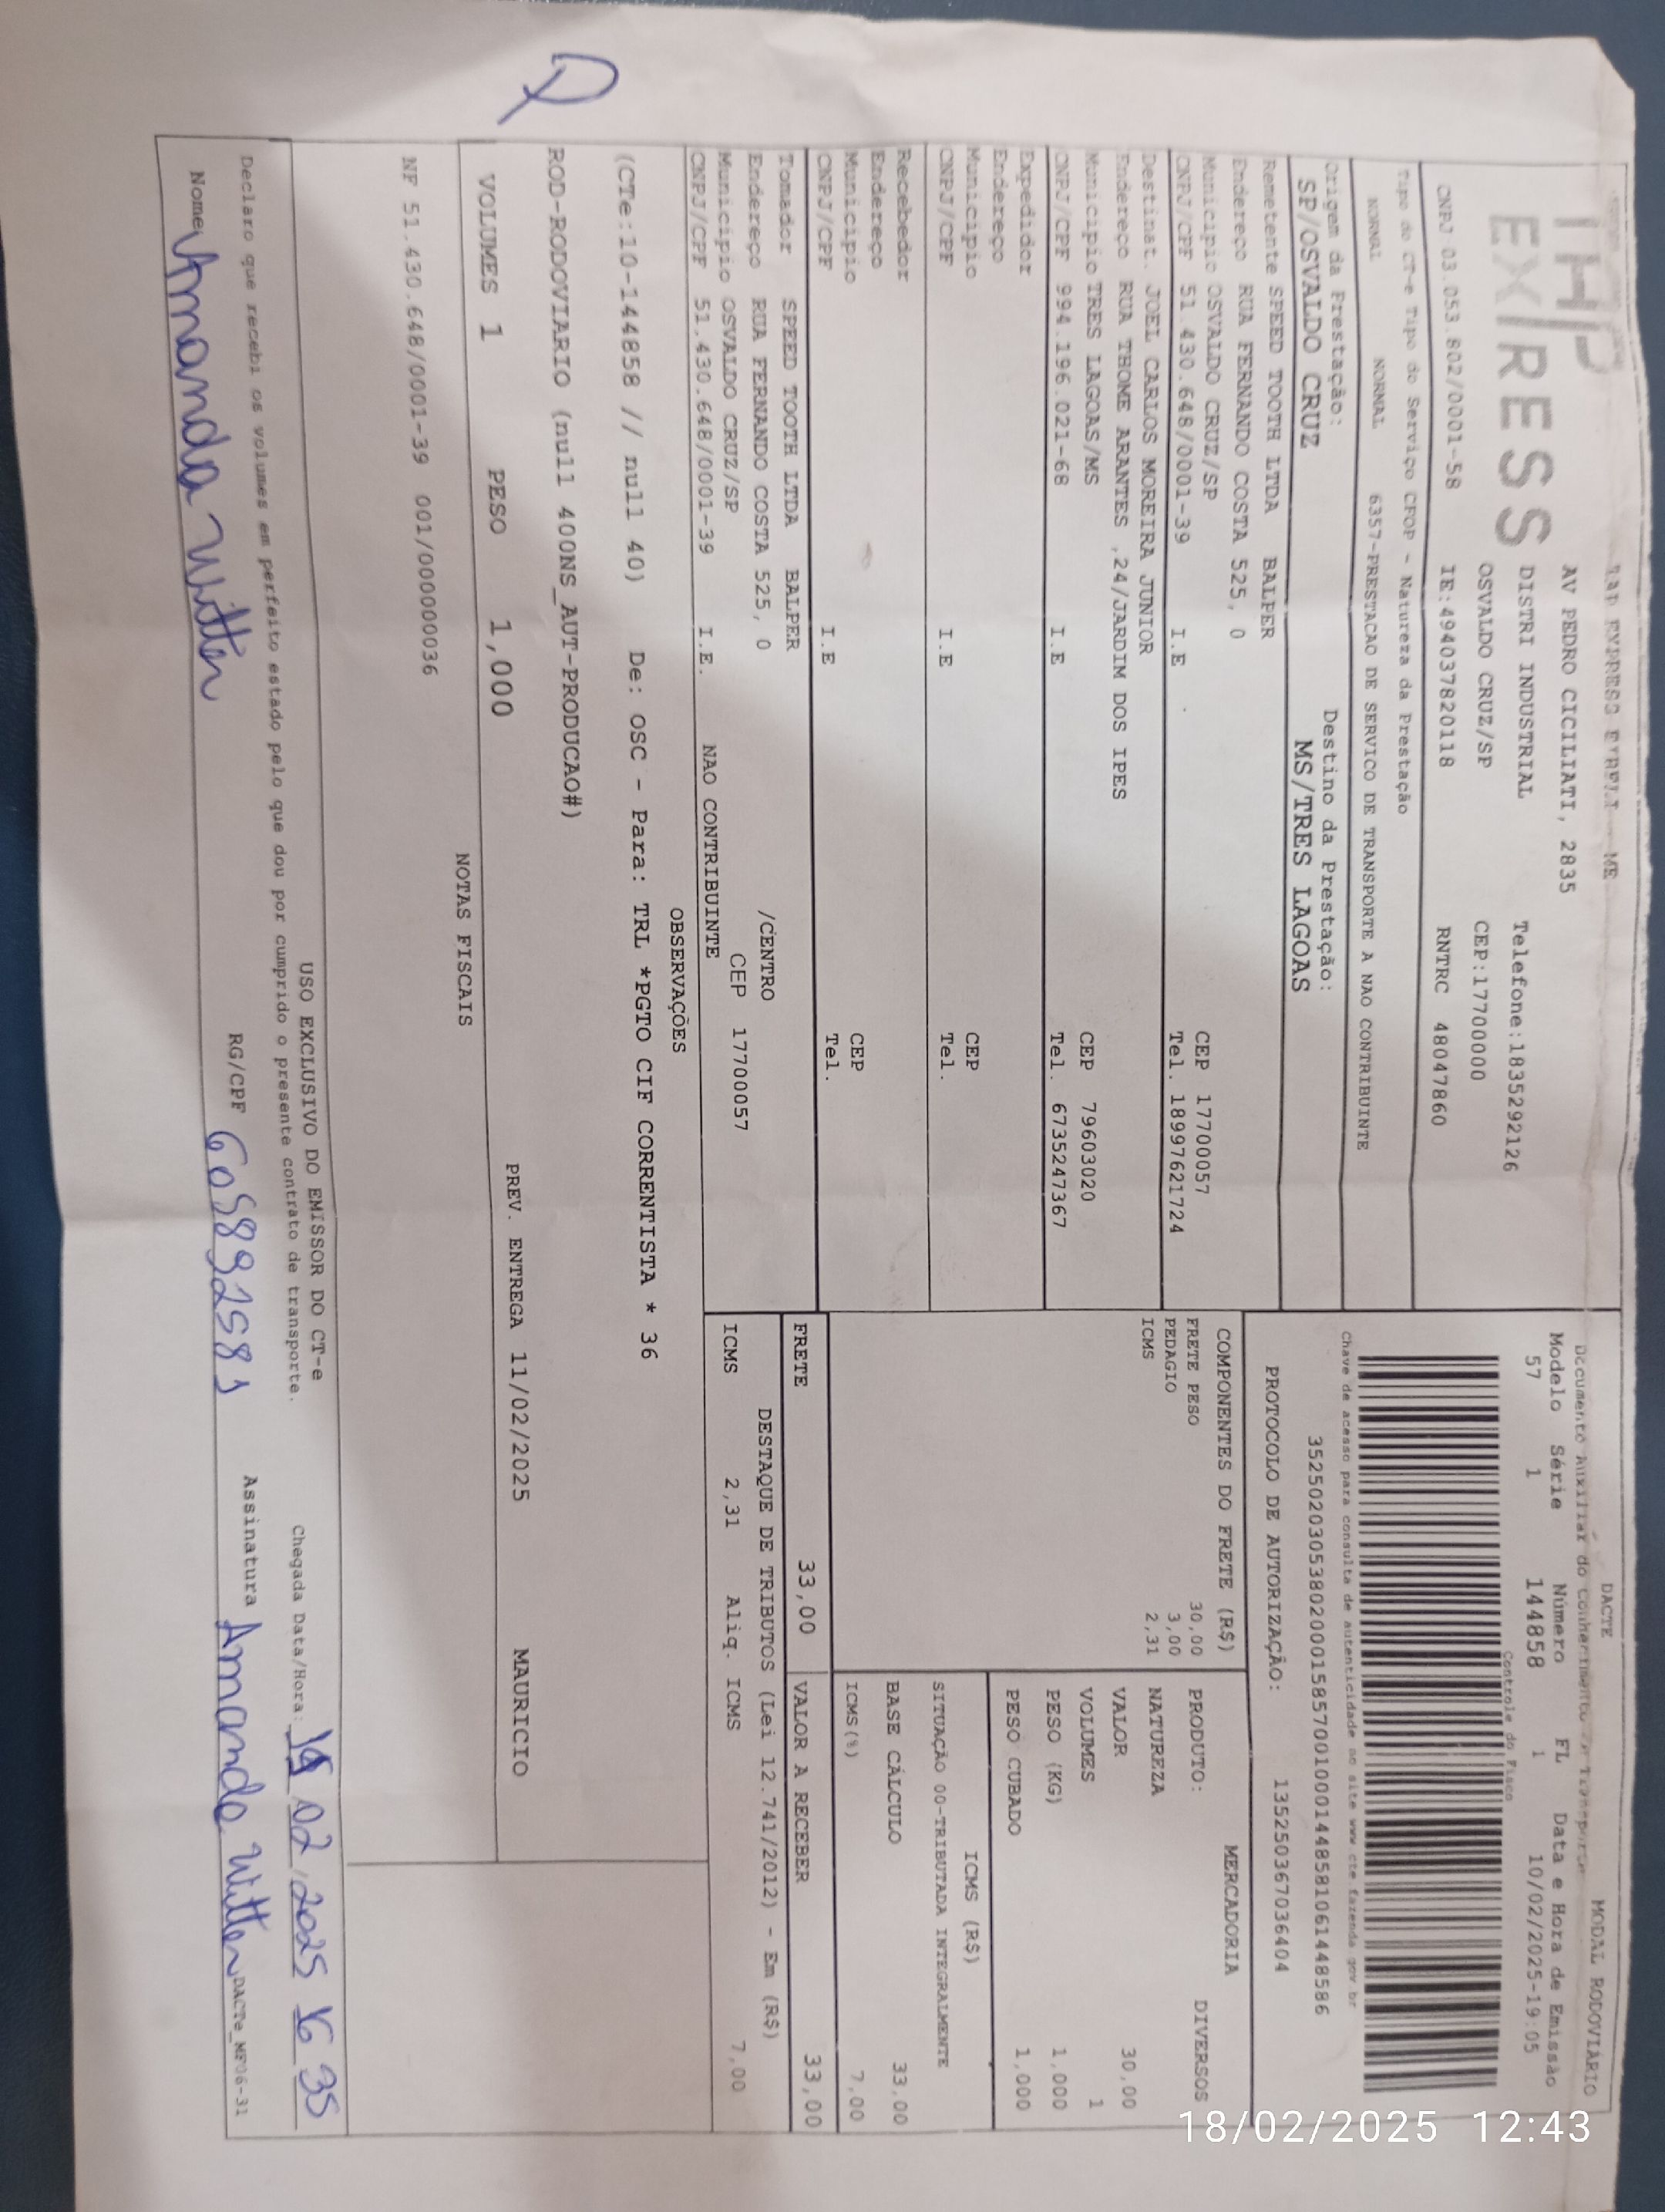 EXPRESS
AV PEDRO CICILIATI, 2835
DISTRI INDUSTRIAL Telefone:1835292126
OSVALDO CRUZ/SP CEP:17700000
CNPJ 03.053.802/0001-58 IE:494037820118 RNTRC 48047860
Tipo do CT-e Tipo do Serviço CFOP - Natureza da Prestação
NORMAL NORMAL 6357-PRESTACAO DE SERVICO DE TRANSPORTE A NAO CONTRIBUINTE
Origem da Prestação: Destino da Prestação:
SP/OSVALDO CRUZ MS/TRES LAGOAS
DACTE MODAL RODOVIÁRIO
Documento Auxiliar do Conhecimento de Transporte
Modelo Série Número FL Data e Hora de Emissão
57 1 144858 1 10/02/2025-19:05
Controle do Fisco
Chave de acesso para consulta de autenticidade no site www cte.fazenda gov br
35250203053802000158570010001448581061448586
PROTOCOLO DE AUTORIZAÇÃO: 135250367036404
Remetente SPEED TOOTH LTDA BALPER
Endereço RUA FERNANDO COSTA 525, 0
Municipio OSVALDO CRUZ/SP CEP 17700057
CNPJ/CPF 51.430.648/0001-39 I.E. Tel. 18997621724
Destinat. JOEL CARLOS MOREIRA JUNIOR
Endereço RUA THOME ARANTES ,24/JARDIM DOS IPES
Municipio TRES LAGOAS/MS CEP 79603020
CNPJ/CPF 994.196.021-68 I.E Tel. 6735247367
Expedidor
Endereço
Municipio CEP
CNPJ/CPF I.E Tel.
Recebedor
Endereço
Municipio CEP
CNPJ/CPF I.E Tel.
Tomador SPEED TOOTH LTDA BALPER
Endereço RUA FERNANDO COSTA 525, 0 /CENTRO
Municipio OSVALDO CRUZ/SP CEP 17700057
CNPJ/CPF 51.430.648/0001-39 I.E. NAO CONTRIBUINTE
COMPONENTES DO FRETE (R$)
FRETE PESO 30,00
PEDAGIO 3,00
ICMS 2,31
MERCADORIA
PRODUTO: DIVERSOS
NATUREZA
VALOR 30,00
VOLUMES 1
PESO (KG) 1,000
PESO CUBADO 1,000
ICMS (R$)
SITUAÇÃO 00-TRIBUTADA INTEGRALMENTE
BASE CÁLCULO 33,00
ICMS(%) 7,00
FRETE 33,00 VALOR A RECEBER 33,00
DESTAQUE DE TRIBUTOS (Lei 12.741/2012) - Em (R$)
ICMS 2,31 Aliq. ICMS 7,00
OBSERVAÇÕES
(CTe:10-144858 // null 40) De: OSC - Para: TRL *PGTO CIF CORRENTISTA * 36
ROD-RODOVIARIO (null 400NS_AUT-PRODUCAO#)
VOLUMES 1 PESO 1,000 PREV. ENTREGA 11/02/2025 MAURICIO
NOTAS FISCAIS
NF 51.430.648/0001-39 001/000000036
USO EXCLUSIVO DO EMISSOR DO CT-e
Declaro que recebi os volumes em perfeito estado pelo que dou por cumprido o presente contrato de transporte. Chegada Data/Hora: 02/2025 16 35
Nome: Amanda Witten RG/CPF Assinatura Amanda Witten
DACTe_MF06-31
18/02/2025 12:43